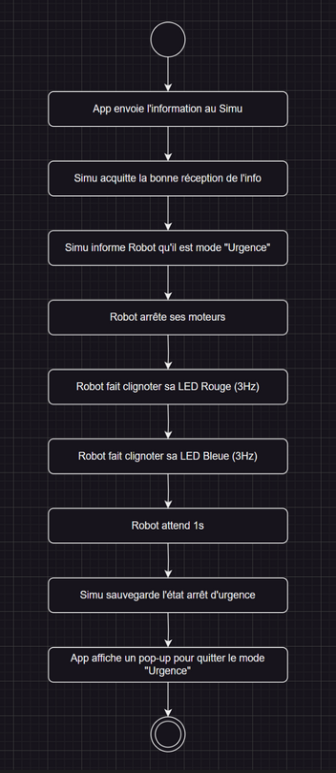 App envoie l'information au Simu
Simu acquitte la bonne réception de l'info
Simu informe Robot qu'il est mode "Urgence"
Robot arrête ses moteurs
Robot fait clignoter sa LED Rouge (3Hz)
Robot fait clignoter sa LED Bleue (3Hz)
Robot attend 1s
Simu sauvegarde l'état arrêt d'urgence
App affiche un pop-up pour quitter le mode
"Urgence"